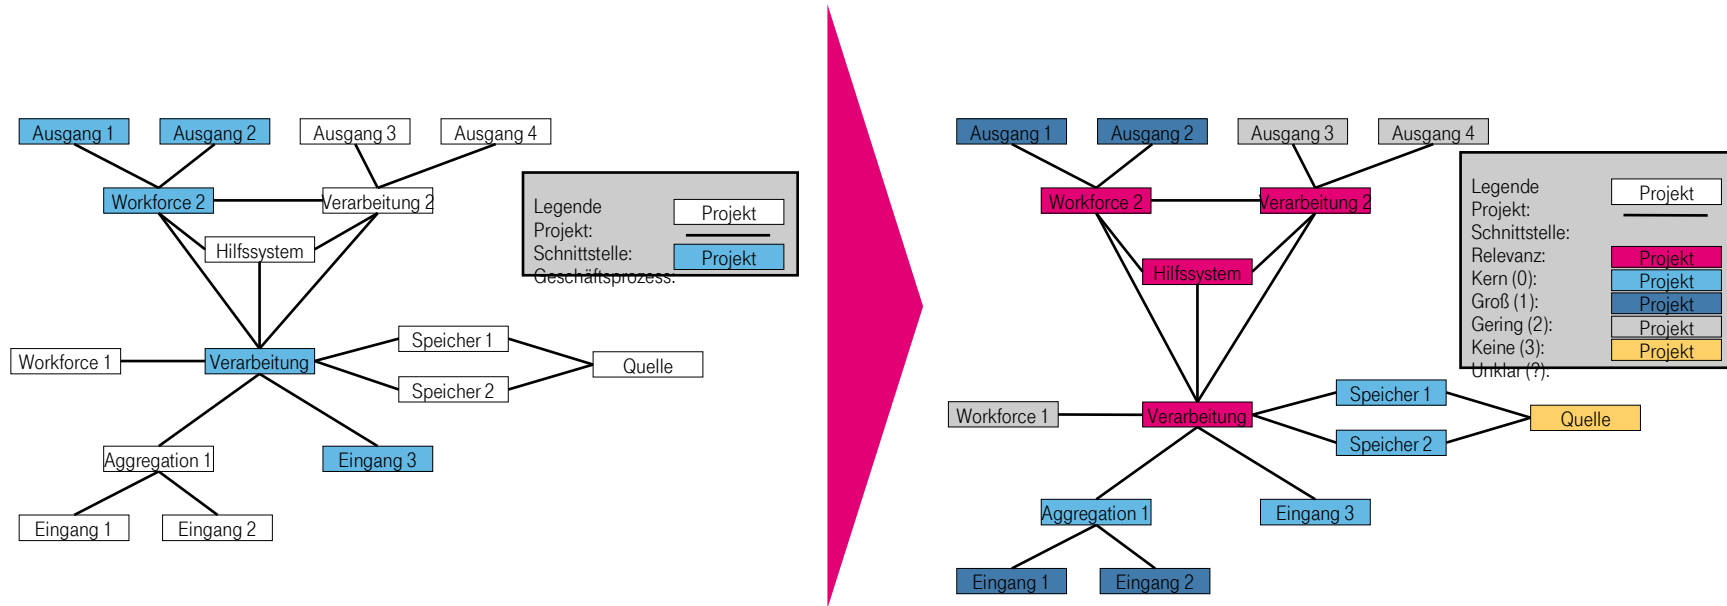 Ausgang 1
Ausgang 2
Ausgang 3
Ausgang 4
Workforce 2
Verarbeitung 2
Hilfssystem
Workforce 1
Verarbeitung
Speicher 1
Speicher 2
Quelle
Aggregation 1
Eingang 3
Eingang 1
Eingang 2
Legende
Projekt:
Schnittstelle:
Geschäftsprozess:
Projekt
Projekt
Ausgang 1
Ausgang 2
Ausgang 3
Ausgang 4
Workforce 2
Verarbeitung 2
Hilfssystem
Workforce 1
Verarbeitung
Speicher 1
Speicher 2
Quelle
Aggregation 1
Eingang 3
Eingang 1
Eingang 2
Legende
Projekt:
Schnittstelle:
Relevanz:
Kern (0):
Groß (1):
Gering (2):
Keine (3):
Unklar (?):
Projekt
Projekt
Projekt
Projekt
Projekt
Projekt